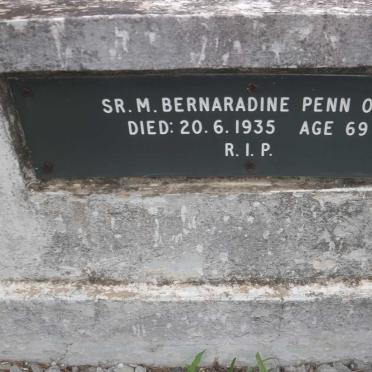 SR. M. BERNARADINE PENN O
DIED: 20. 6. 1935 AGE 69
R. I. P.